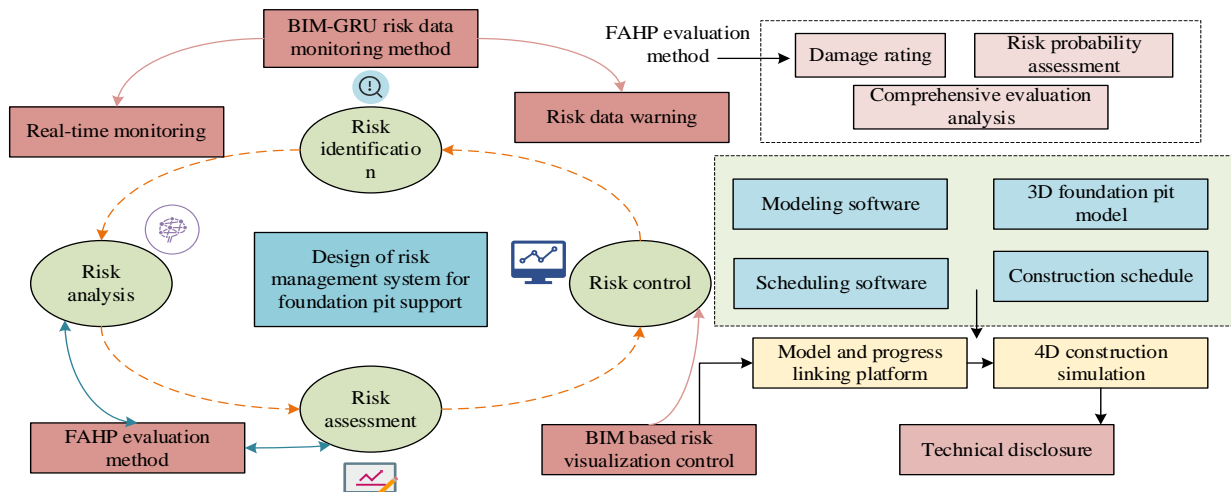 BIM-GRU risk data
monitoring method
Real-time monitoring
Risk data warning
Risk
identificatio
n
Risk
analysis
Design of risk
management system for
foundation pit support
Risk control
Risk
assessment
FAHP evaluation
method
BIM based risk
visualization control
FAHP evaluation
method
Damage rating
Risk probability
assessment
Comprehensive evaluation
analysis
Modeling software
3D foundation pit
model
Scheduling software
Construction schedule
Model and progress
linking platform
4D construction
simulation
Technical disclosure